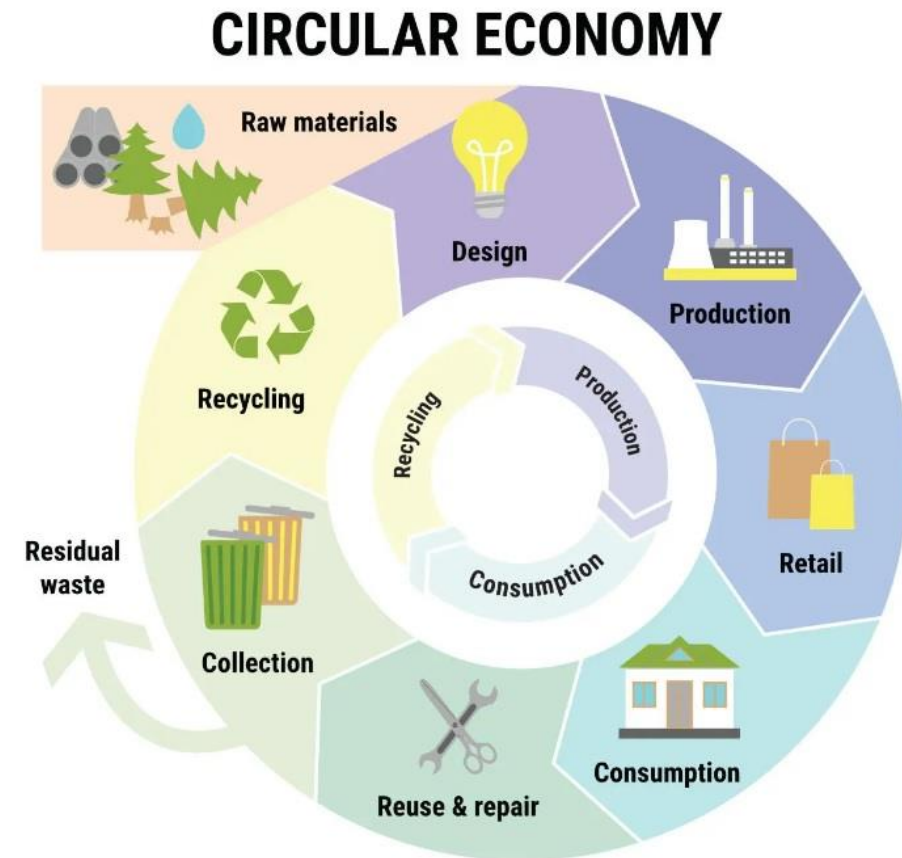 CIRCULAR ECONOMY
Raw materials
Design
Production
Retail
Consumption
Reuse & repair
Collection
Residual
waste
Recycling
Production
Consumption
Recycling